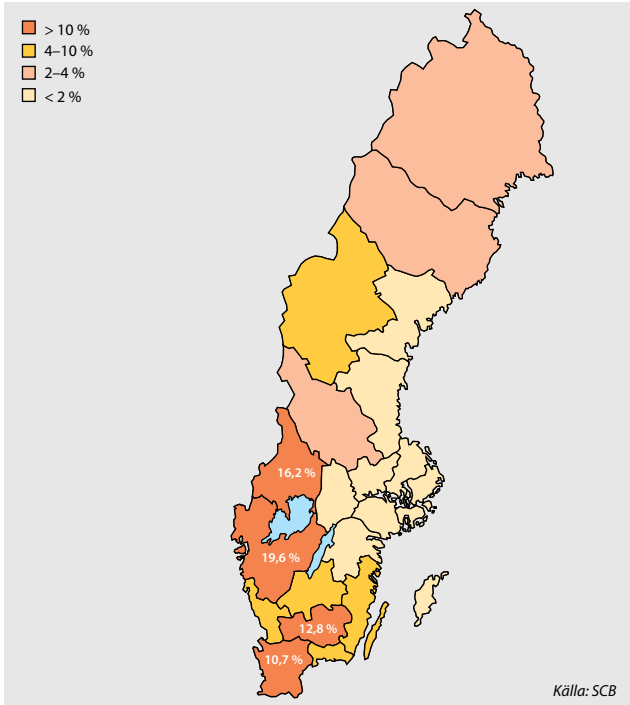 > 10 %
4–10 %
2–4 %
< 2 %
16,2 %
19,6 %
12,8 %
10,7 %
Källa: SCB